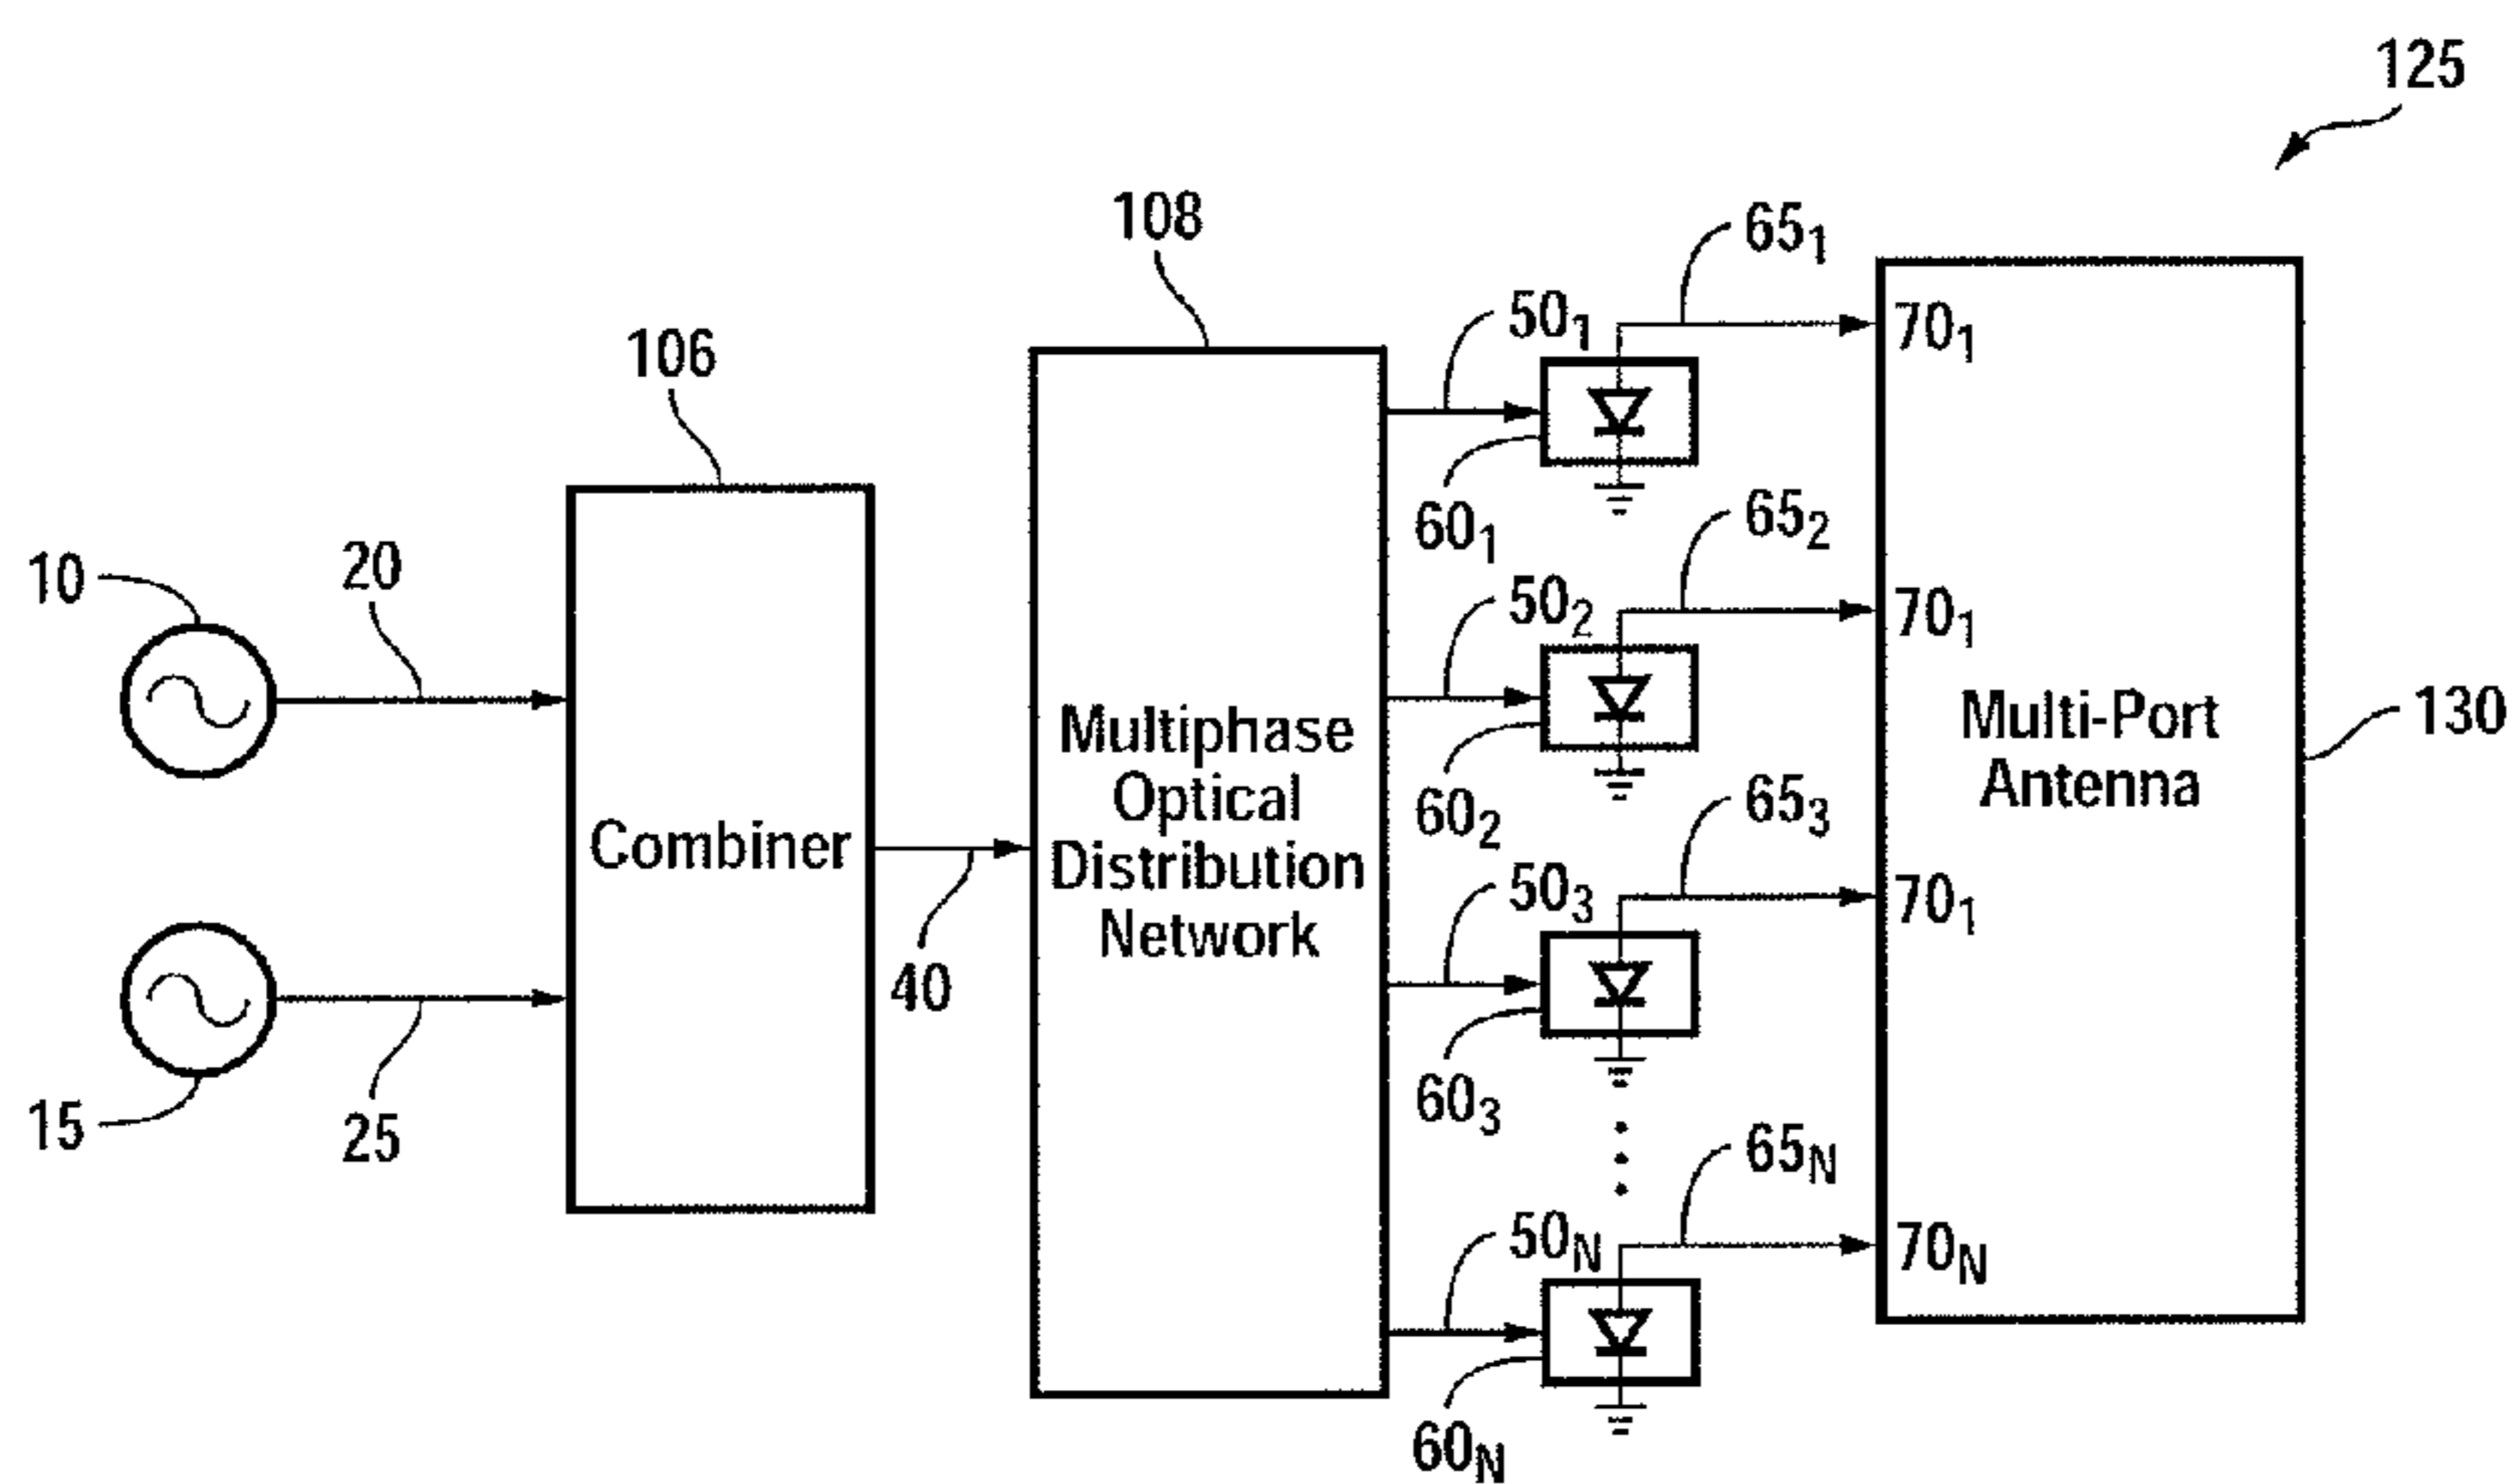 125
108
65₁
50₁
70₁
106
60₁
65₂
10
20
50₂
70₁
Multiphase
Optical
Distribution
Network
Multi-Port
Antenna
130
60₂
65₃
Combiner
50₃
70₁
40
15
25
60₃
65N
50N
70N
60N